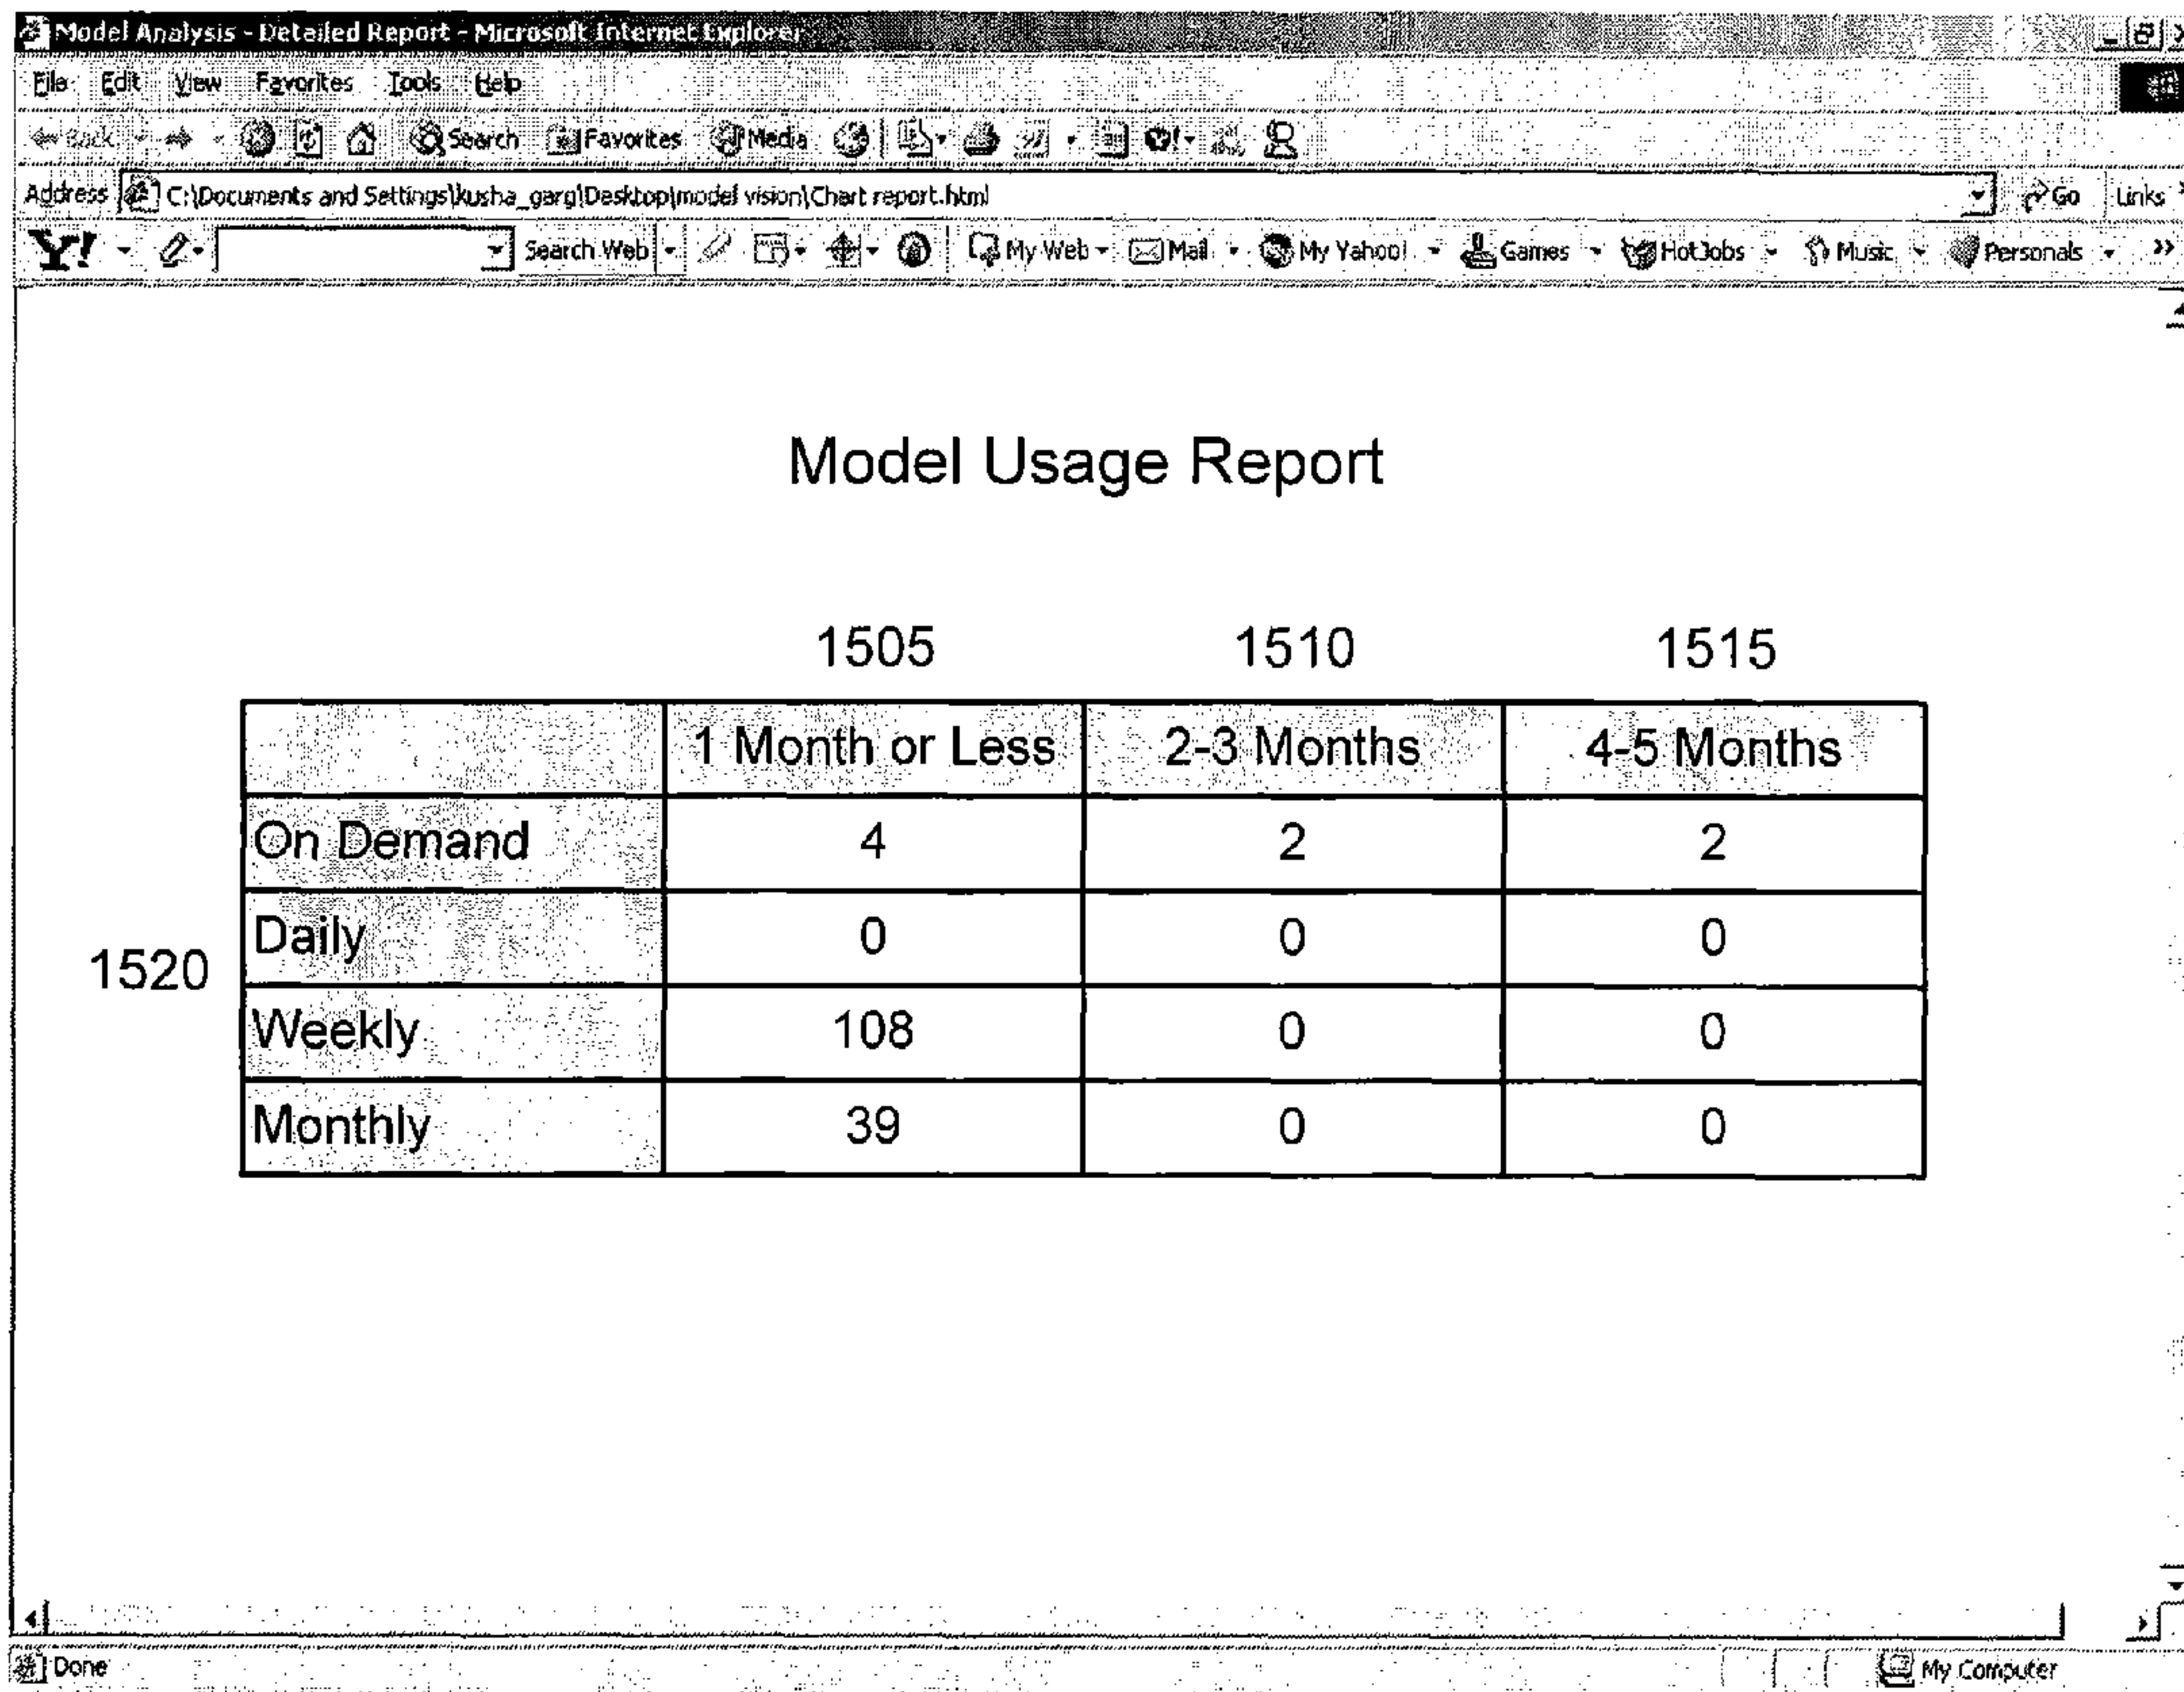 Model Analysis - Detailed Report - Microsoft Internet Explorer
File Edit View Favorites Tools Help
Back Search Favorites Media
Address C:\Documents and Settings\kusha_garg\Desktop\model vision\Chart report.html Go Links »
Y! Search Web My Web Mail My Yahoo! Games HotJobs Music Personals »
Model Usage Report
1505 1510 1515
1 Month or Less 2-3 Months 4-5 Months
On Demand 4 2 2
Daily 0 0 0
1520
Weekly 108 0 0
Monthly 39 0 0
Done My Computer